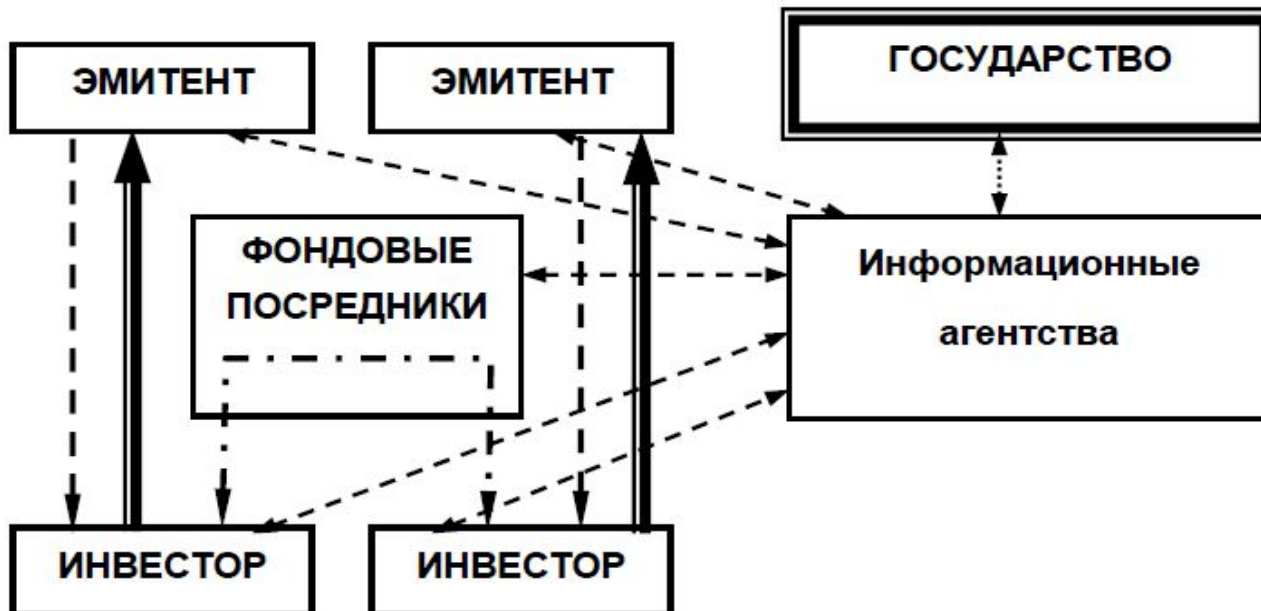 ЭМИТЕНТ
ЭМИТЕНТ
ГОСУДАРСТВО
ФОНДОВЫЕ
ПОСРЕДНИКИ
Информационные
агентства
ИНВЕСТОР
ИНВЕСТОР